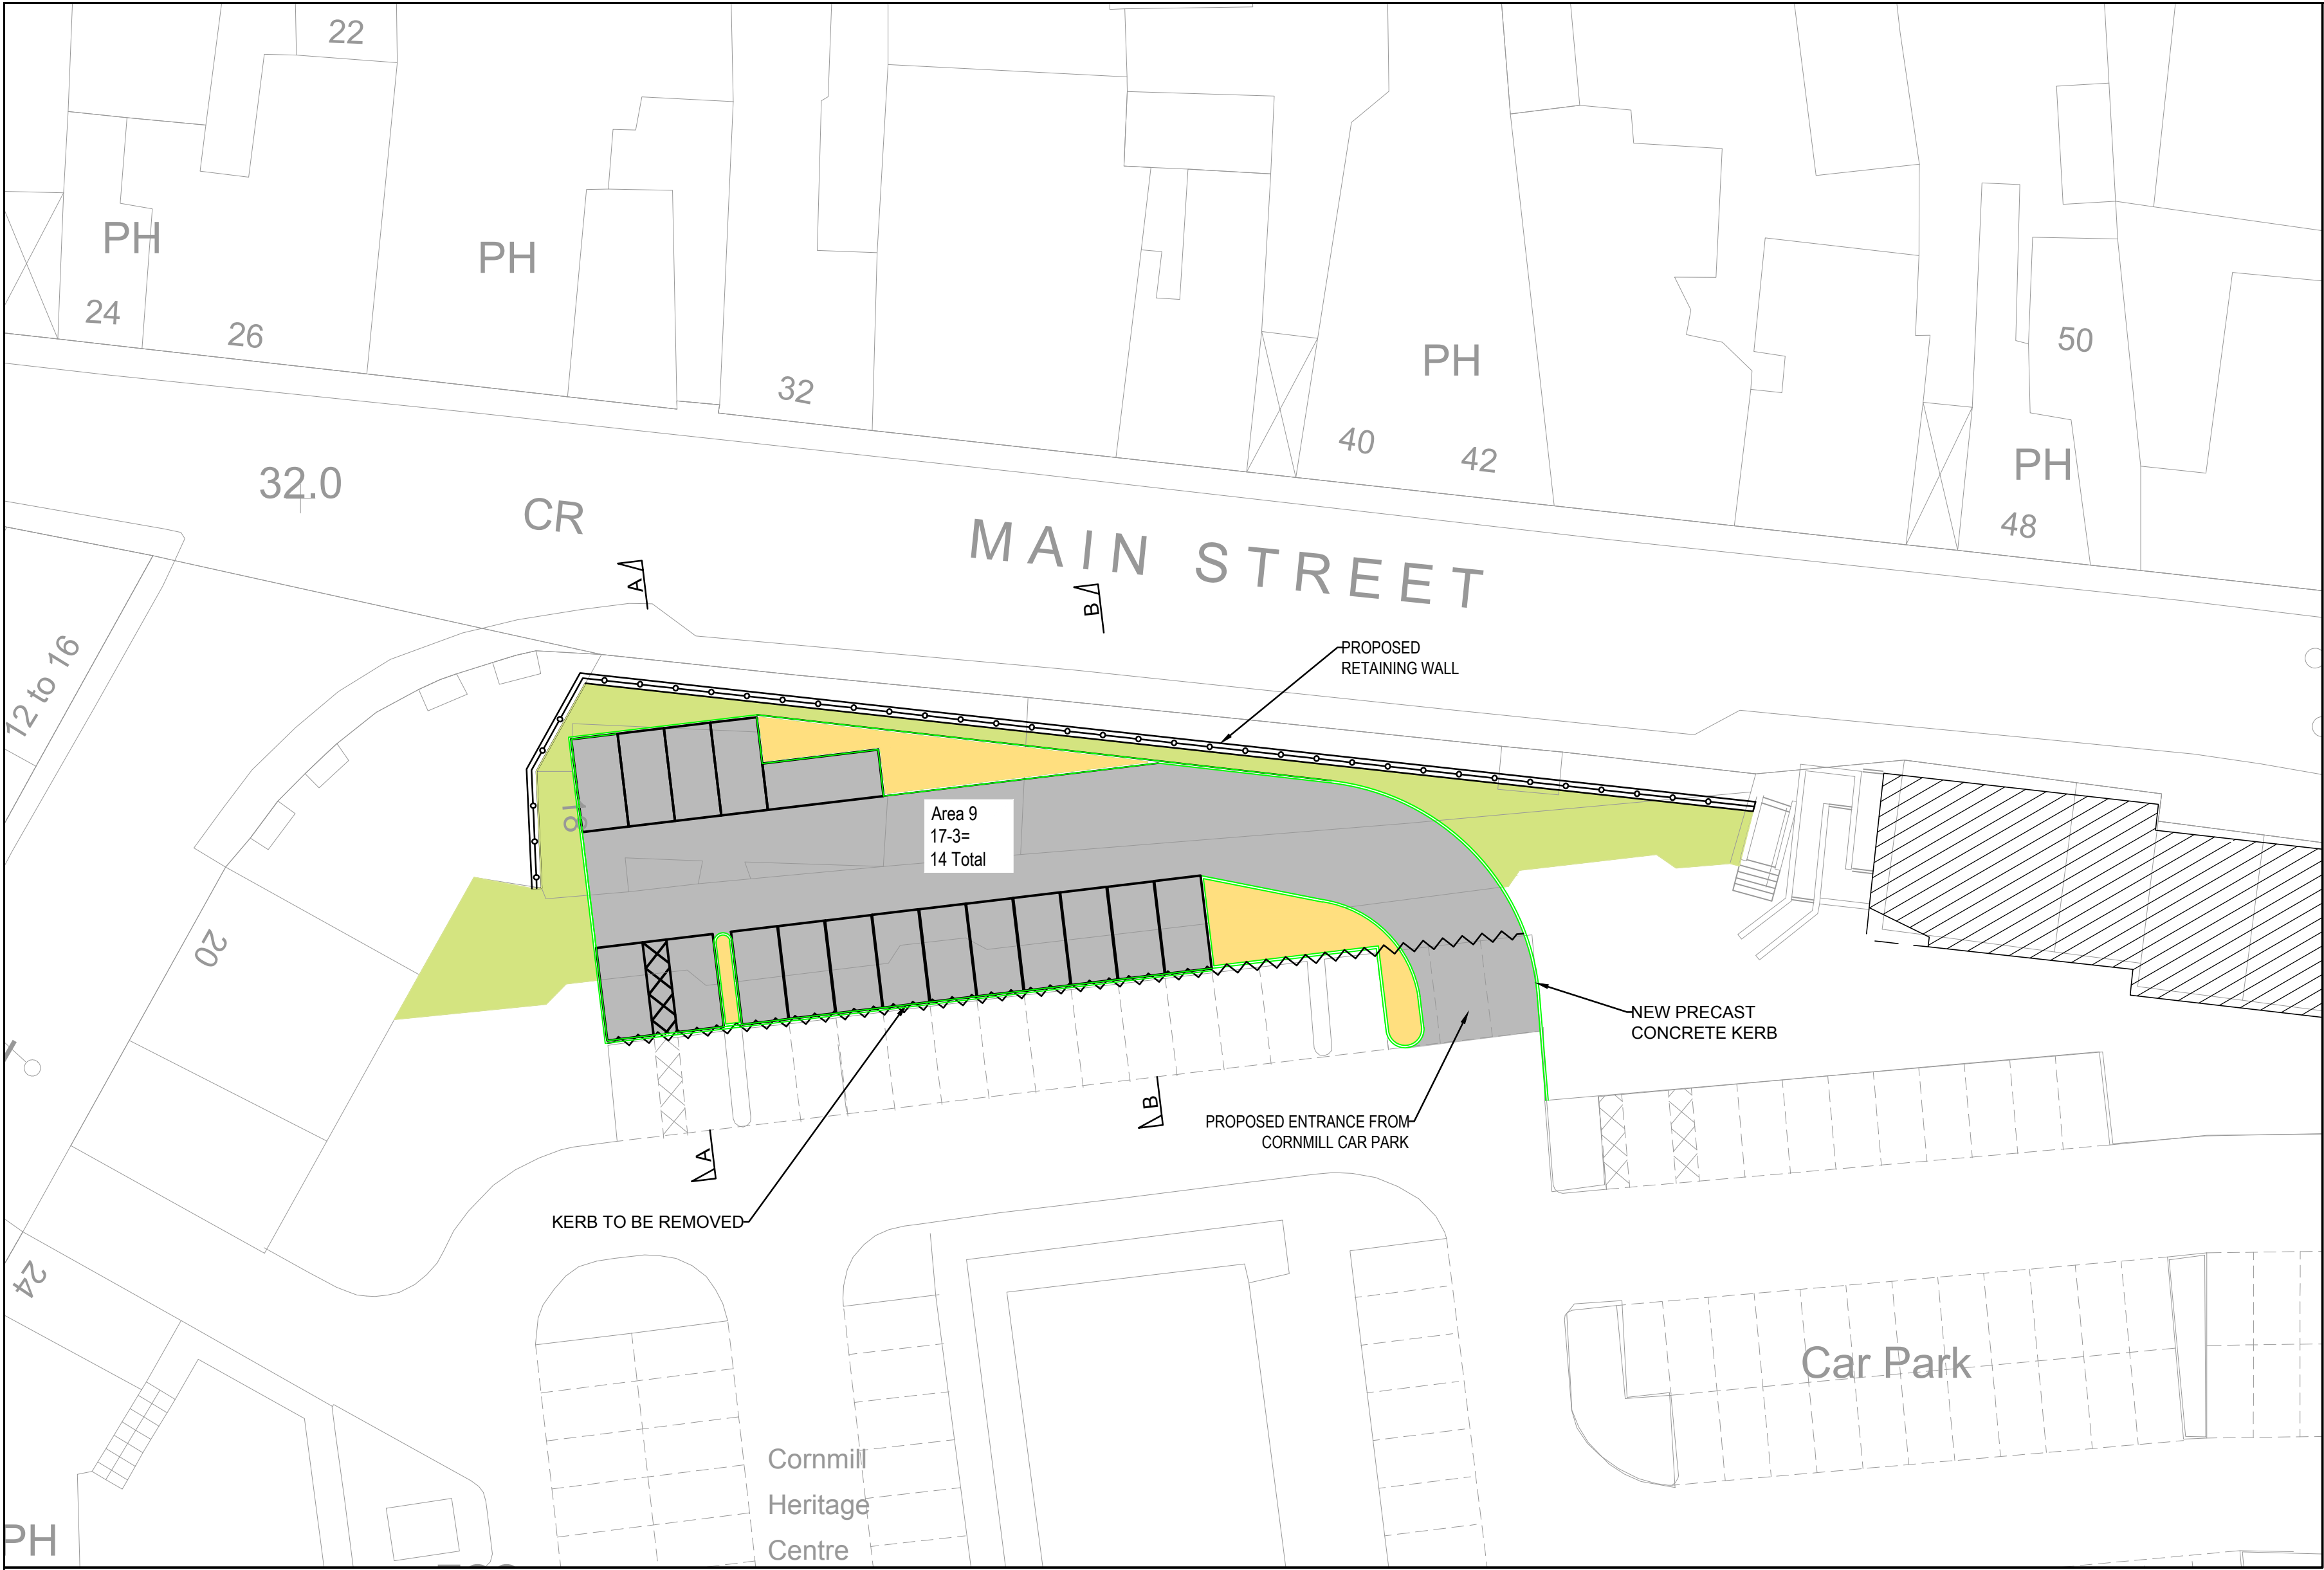 22
PH
PH
24
26
32
PH
40
42
50
PH
48
32.0
CR
MAIN STREET
A
B
12 to 16
PROPOSED
RETAINING WALL
18
Area 9
17-3=
14 Total
20
NEW PRECAST
CONCRETE KERB
B
PROPOSED ENTRANCE FROM
CORNMILL CAR PARK
A
KERB TO BE REMOVED
24
Car Park
Cornmill
Heritage
Centre
PH